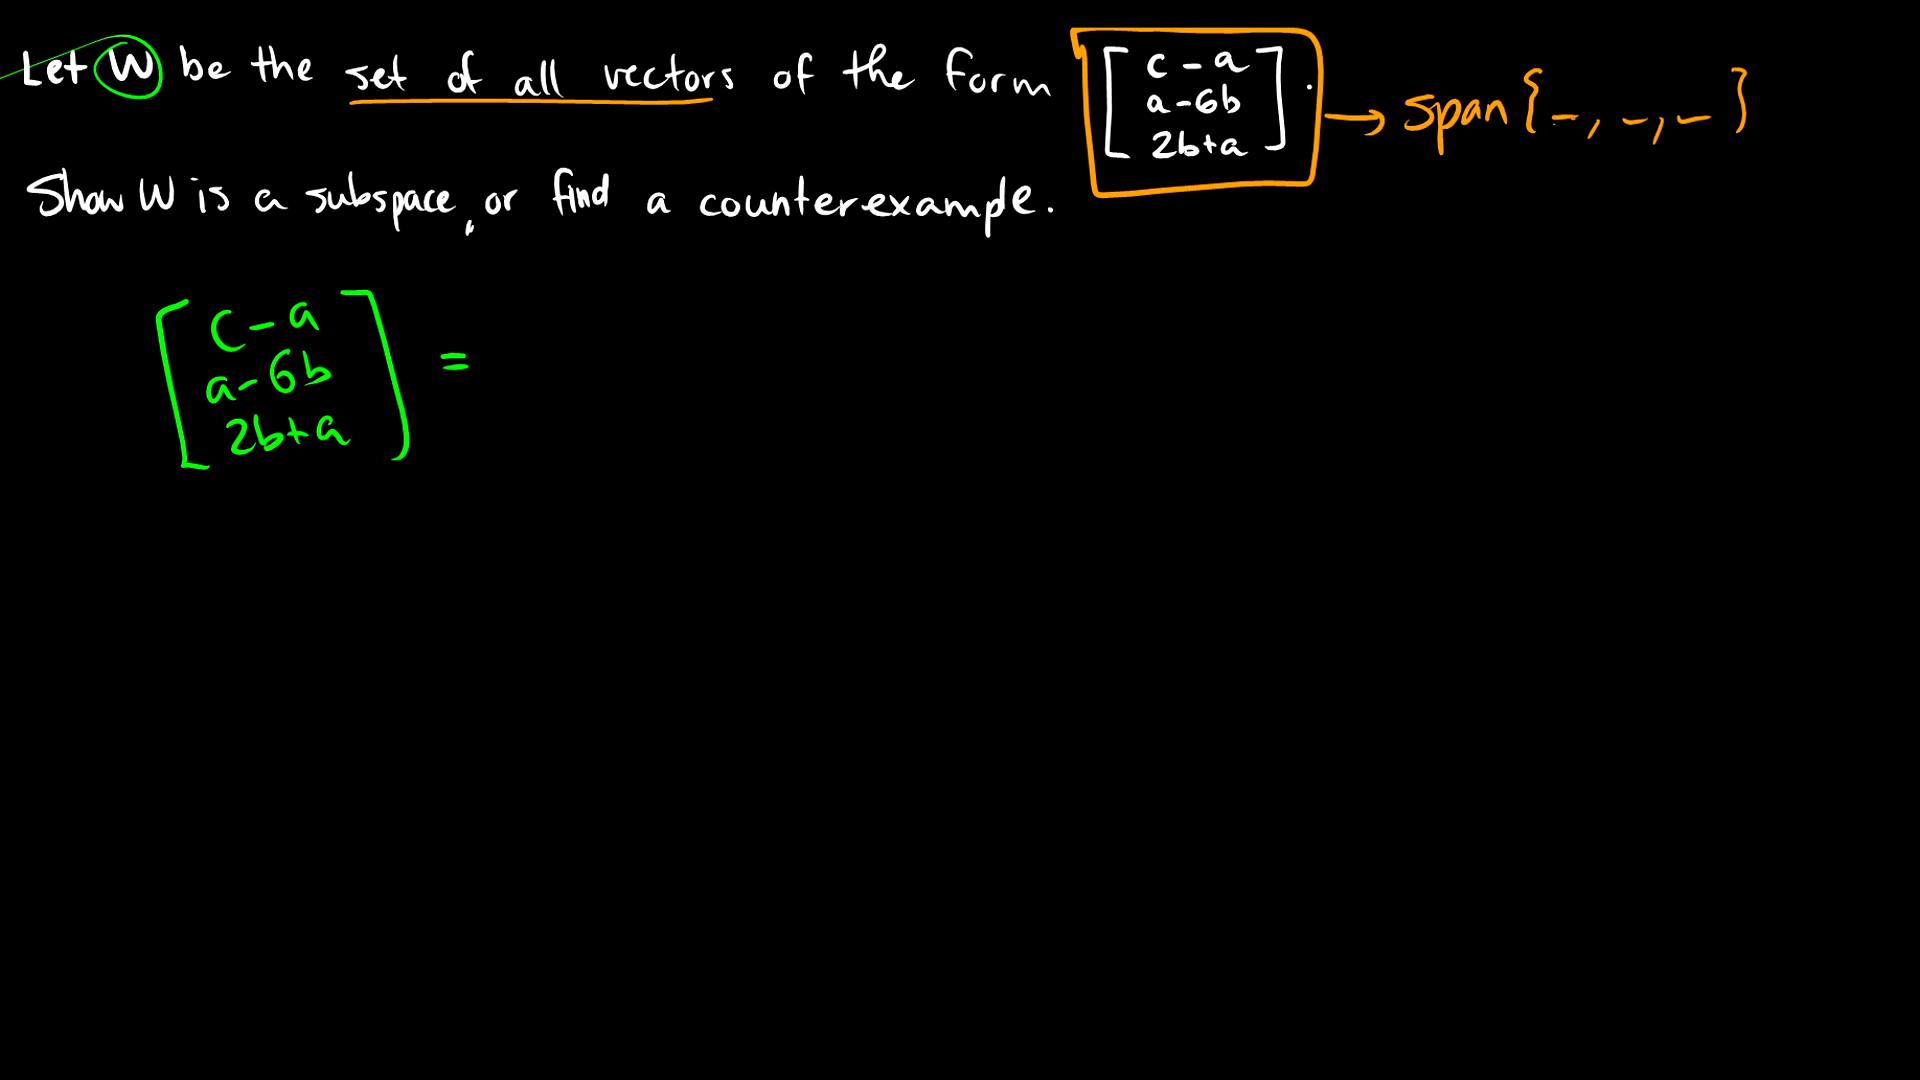 Let W be the set of all vectors of the form [ c - a ] . → span { _, _, _ }
[ a - 6b ]
[ 2b + a ]
Show W is a subspace, or find a counterexample.
[ c - a ] =
[ a - 6b ]
[ 2b + a ]